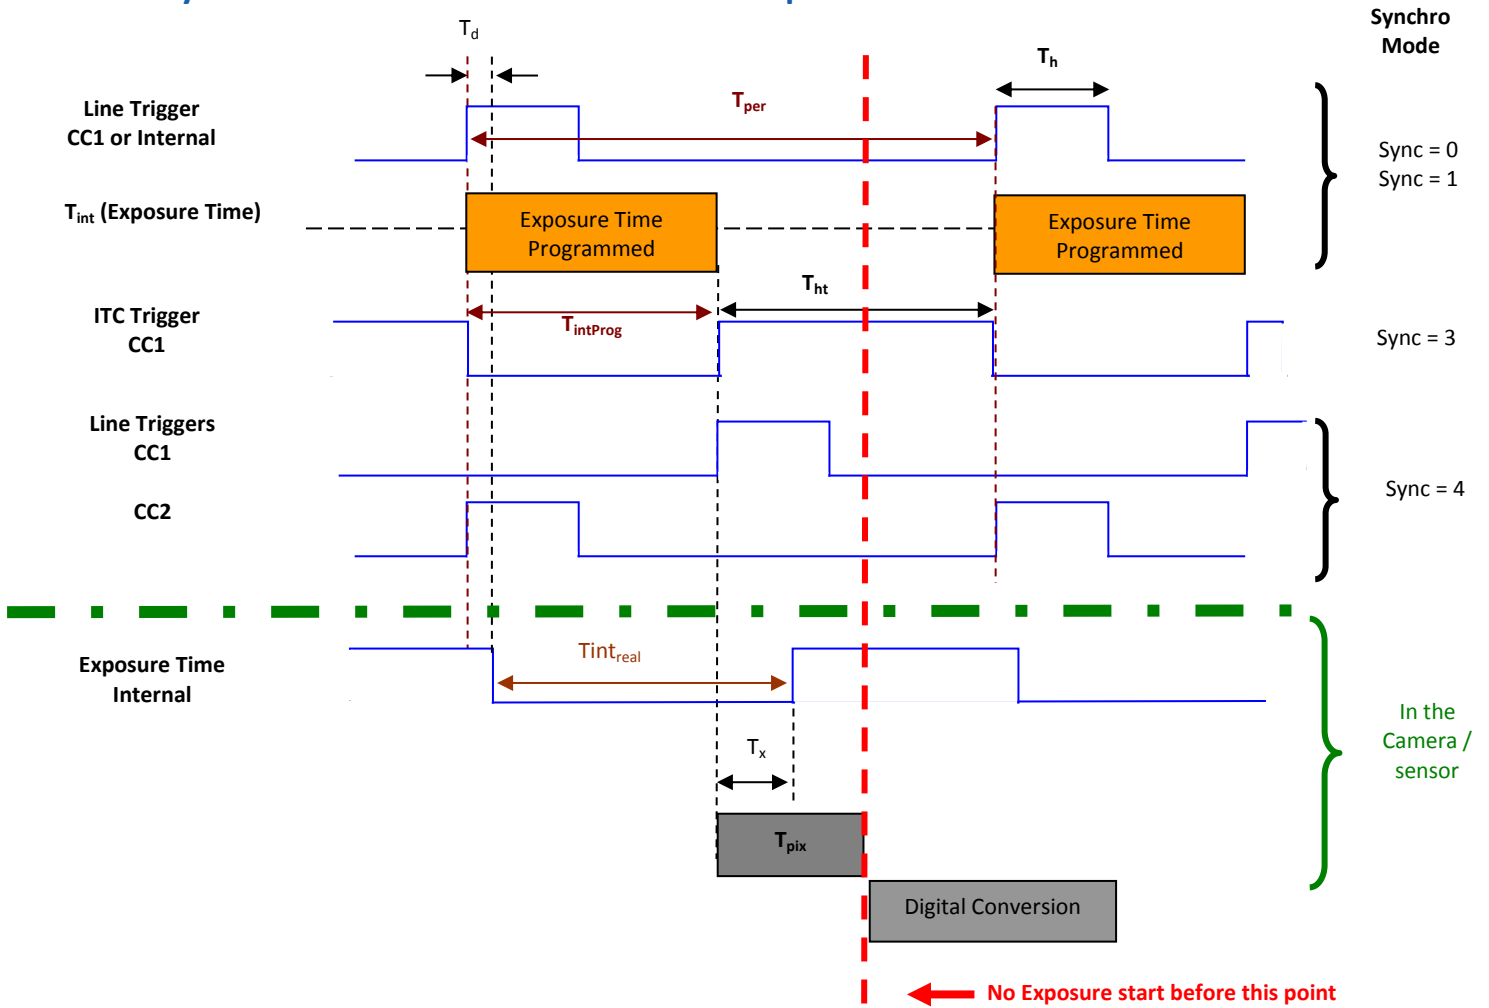 Synchro
Mode
Td
Th
Line Trigger
CC1 or Internal
Tper
Sync = 0
Sync = 1
Tint (Exposure Time)
Exposure Time
Programmed
Exposure Time
Programmed
Tht
ITC Trigger
CC1
TintProg
Sync = 3
Line Triggers
CC1
CC2
Sync = 4
Exposure Time
Internal
Tintreal
Tx
In the
Camera /
sensor
Tpix
Digital Conversion
No Exposure start before this point